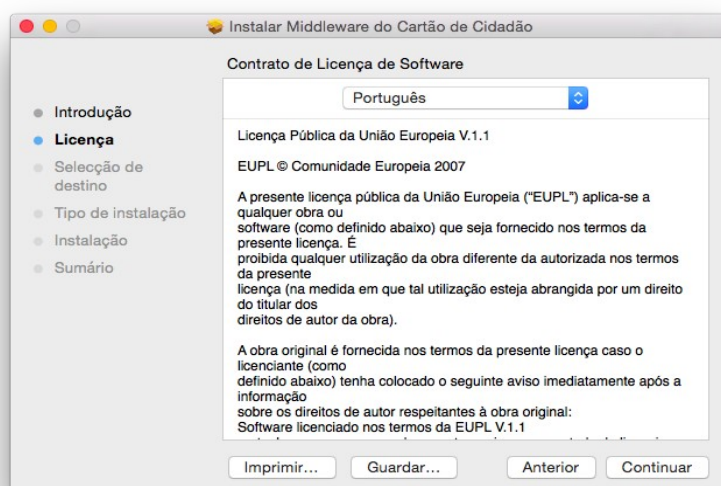 Instalar Middleware do Cartão de Cidadão
Contrato de Licença de Software
Português
Introdução
Licença
Selecção de
destino
Tipo de instalação
Instalação
Sumário
Licença Pública da União Europeia V.1.1
EUPL © Comunidade Europeia 2007
A presente licença pública da União Europeia (“EUPL”) aplica-se a
qualquer obra ou
software (como definido abaixo) que seja fornecido nos termos da
presente licença. É
proibida qualquer utilização da obra diferente da autorizada nos termos
da presente
licença (na medida em que tal utilização esteja abrangida por um direito
do titular dos
direitos de autor da obra).
A obra original é fornecida nos termos da presente licença caso o
licenciante (como
definido abaixo) tenha colocado o seguinte aviso imediatamente após a
informação
sobre os direitos de autor respeitantes à obra original:
Software licenciado nos termos da EUPL V.1.1
Imprimir...
Guardar...
Anterior
Continuar